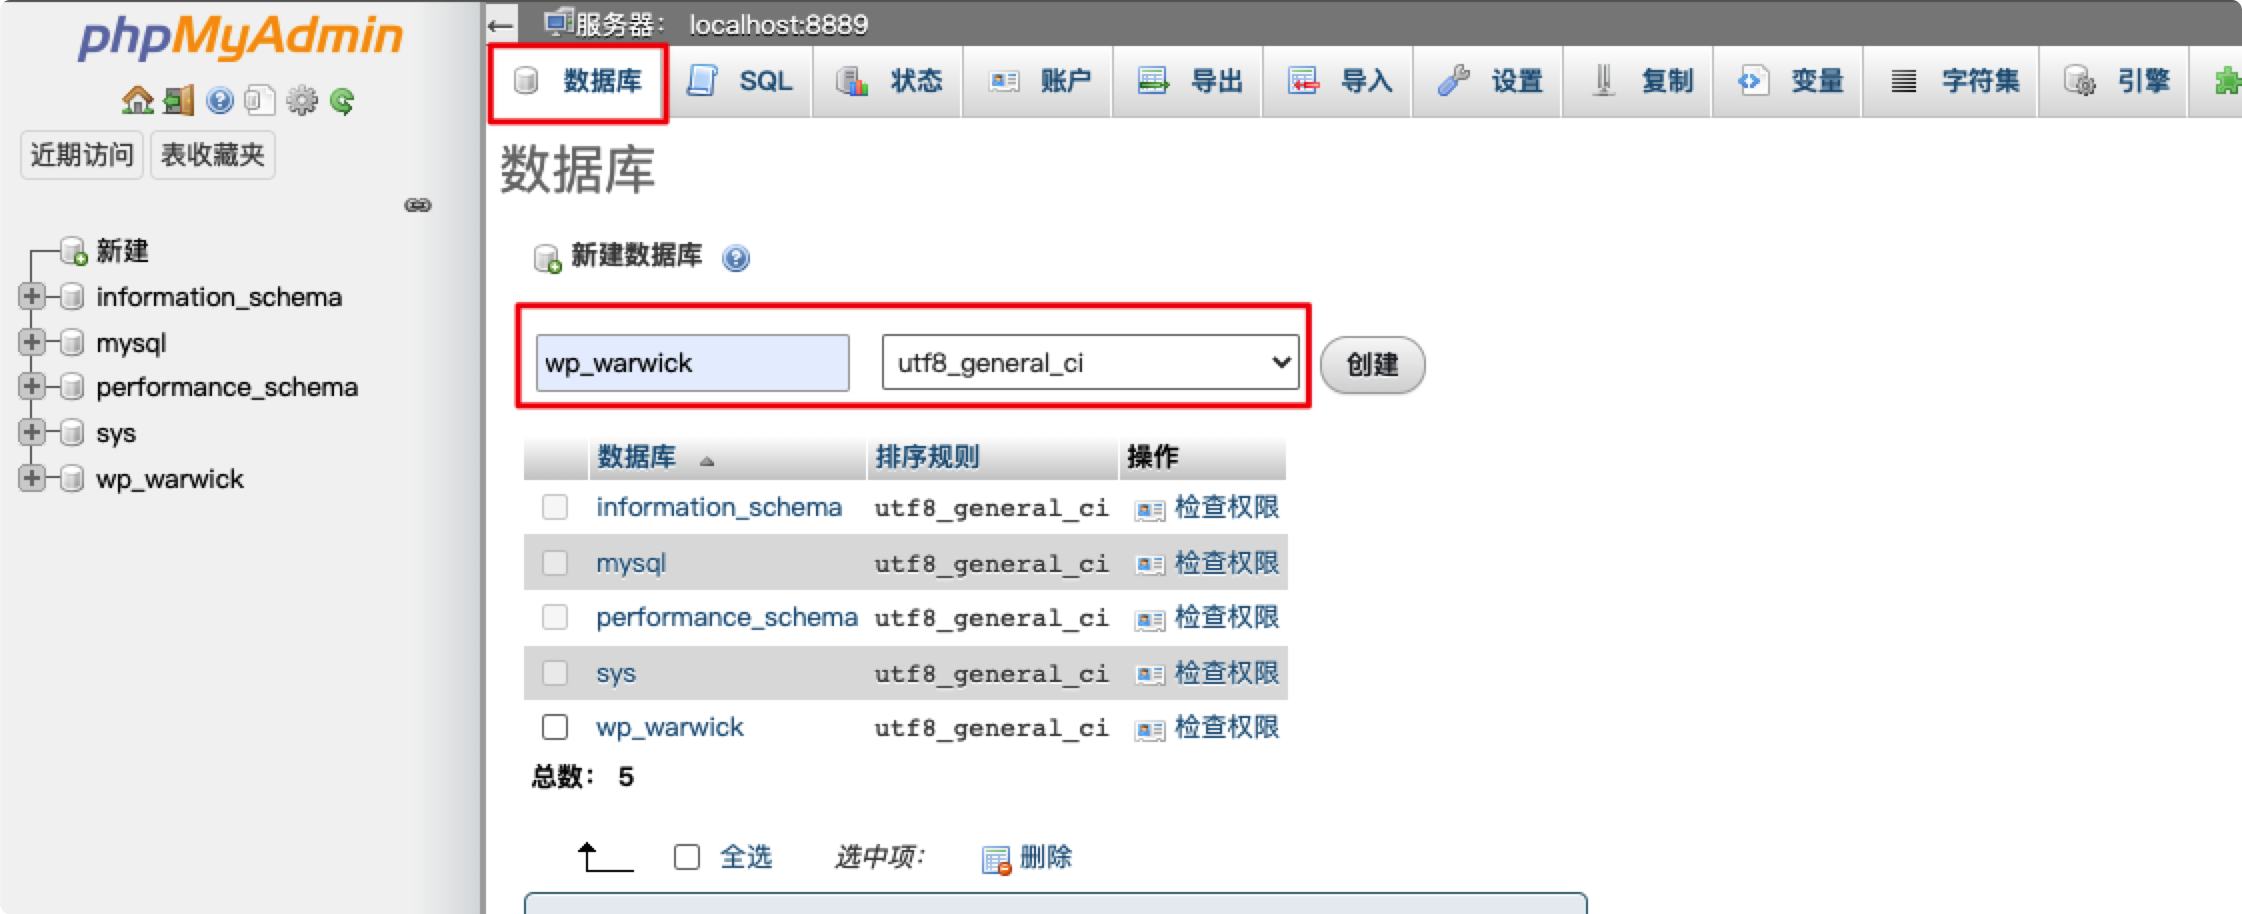 phpMyAdmin
近期访问 表收藏夹
新建
information_schema
mysql
performance_schema
sys
wp_warwick
服务器： localhost:8889
数据库 SQL 状态 账户 导出 导入 设置 复制 变量 字符集 引擎
数据库
新建数据库
wp_warwick utf8_general_ci 创建
数据库 排序规则 操作
information_schema utf8_general_ci 检查权限
mysql utf8_general_ci 检查权限
performance_schema utf8_general_ci 检查权限
sys utf8_general_ci 检查权限
wp_warwick utf8_general_ci 检查权限
总数： 5
全选 选中项： 删除